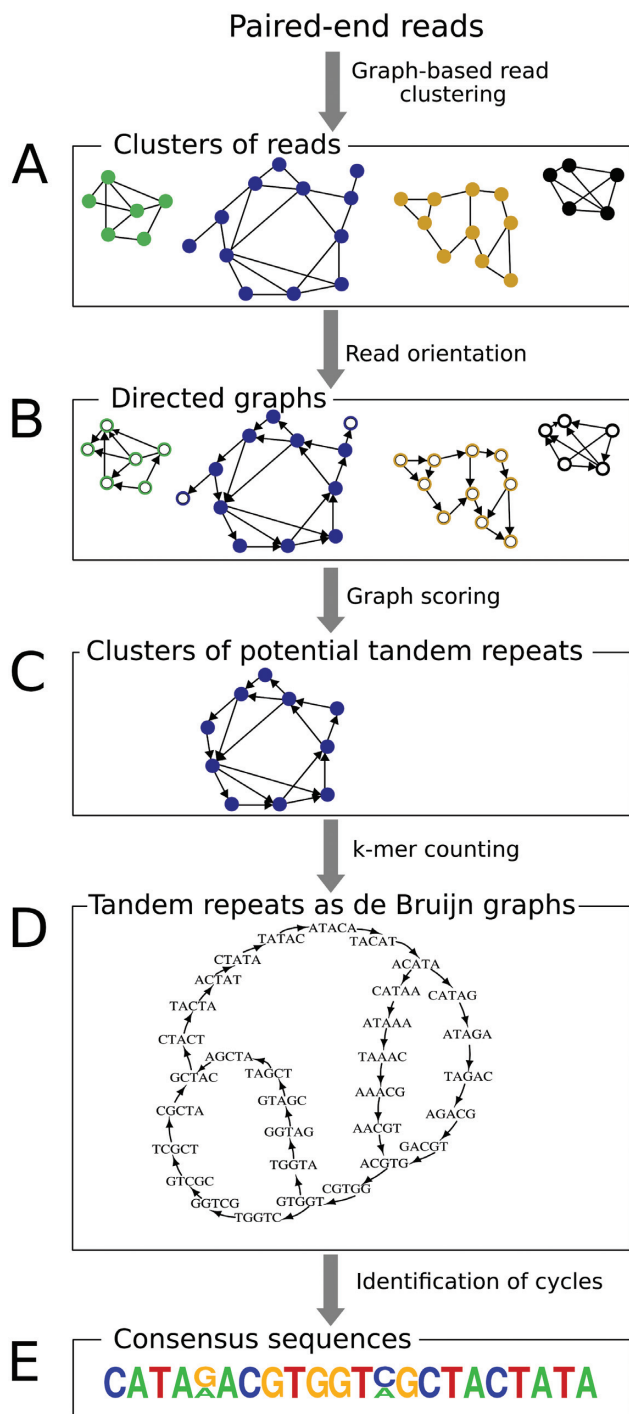 Paired-end reads
Graph-based read
clustering
A
Clusters of reads
Read orientation
B
Directed graphs
Graph scoring
C
Clusters of potential tandem repeats
k-mer counting
D
Tandem repeats as de Bruijn graphs
ATACA
TATAC
TACAT
CTATA
ACATA
ACTAT
CATAA
CATAG
TACTA
ATAAA
ATAGA
CTACT
AGCTA
TAAAC
GCTAC
TAGCT
TAGAC
AAACG
CGCTA
GTAGC
AGACG
GGTAG
AACGT
TCGCT
GACGT
TGGTA
ACGTG
GTCGC
CGTGG
GGTCG
GTGGT
TGGTC
Identification of cycles
E
Consensus sequences
CATAGACGTGGTCGCTACTATA
A A